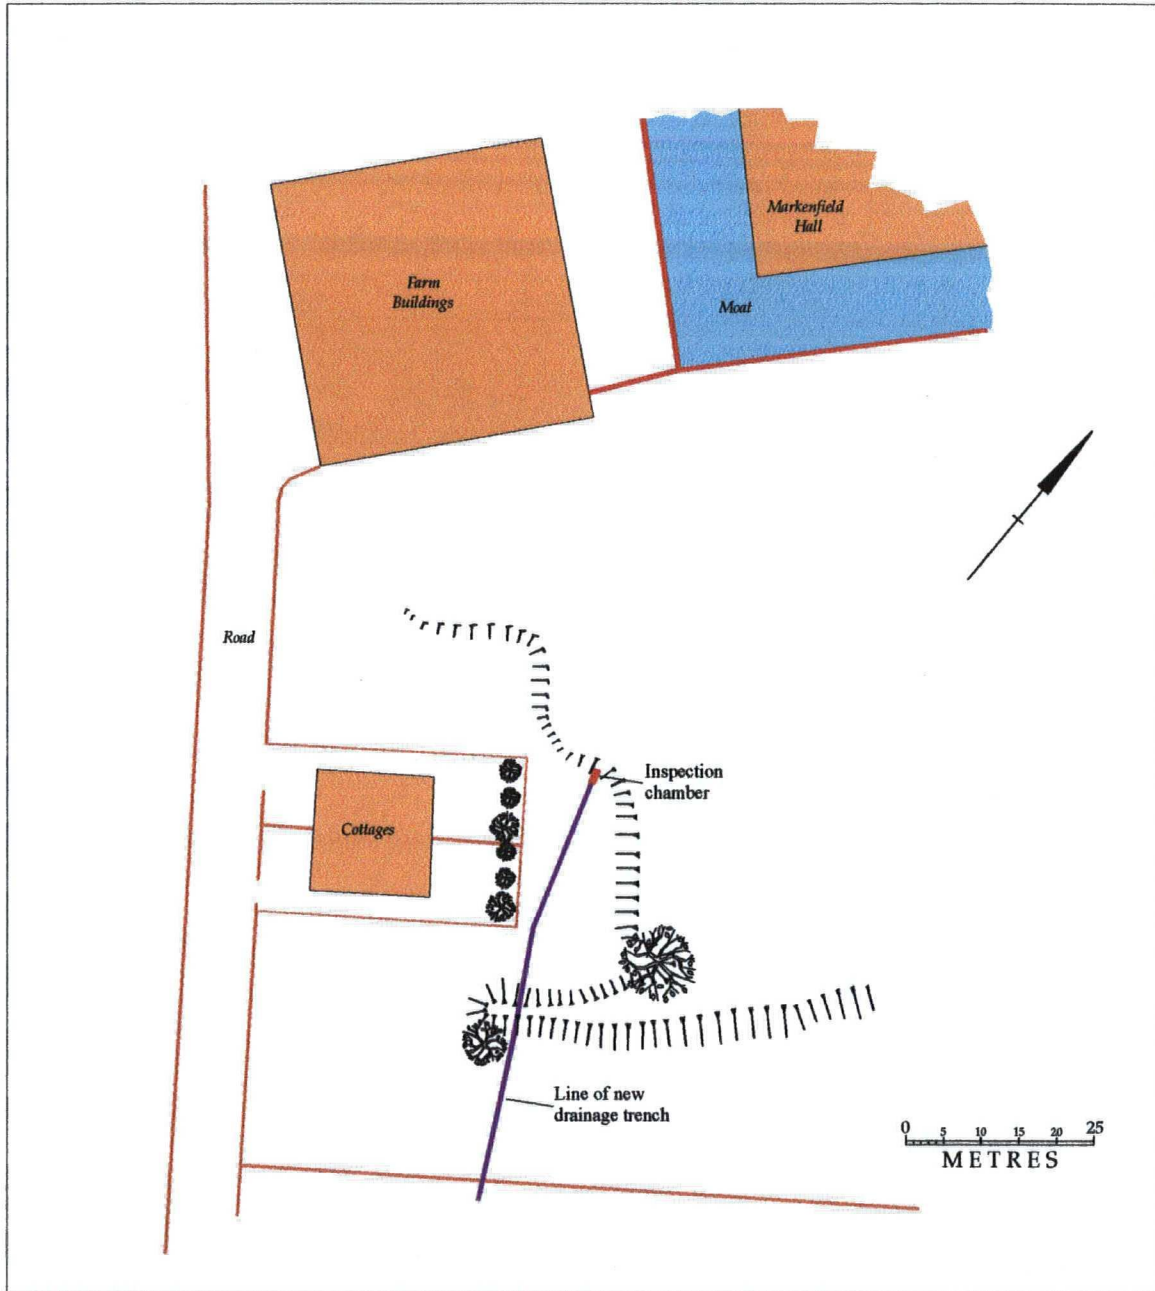 Markenfield
Hall
Farm
Buildings
Moat
Road
Inspection
chamber
Cottages
Line of new
drainage trench
0 5 10 15 20 25
METRES